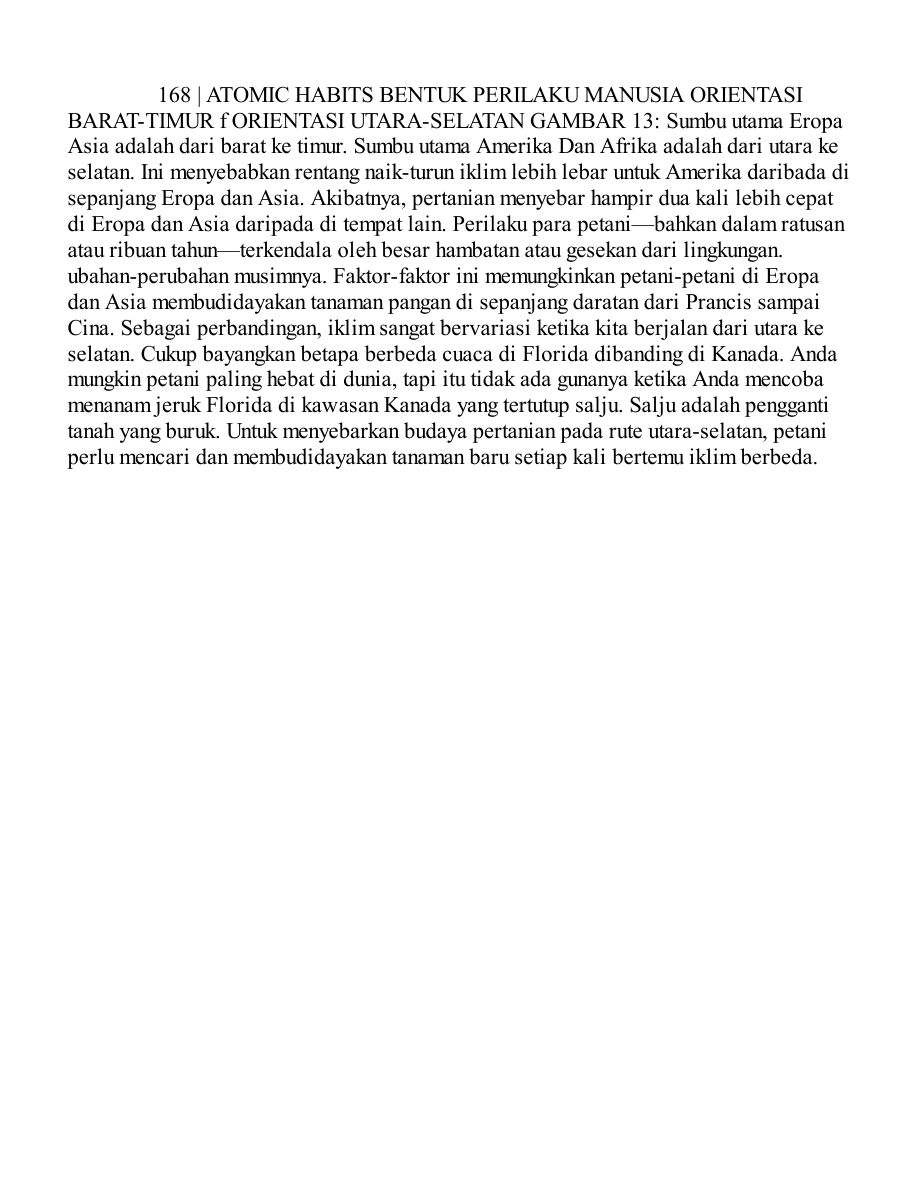 168 | ATOMIC HABITS BENTUK PERILAKU MANUSIA ORIENTASI
BARAT-TIMUR f ORIENTASI UTARA-SELATAN GAMBAR 13: Sumbu utama Eropa
Asia adalah dari barat ke timur. Sumbu utama Amerika Dan Afrika adalah dari utara ke
selatan. Ini menyebabkan rentang naik-turun iklim lebih lebar untuk Amerika daribada di
sepanjang Eropa dan Asia. Akibatnya, pertanian menyebar hampir dua kali lebih cepat
di Eropa dan Asia daripada di tempat lain. Perilaku para petani—bahkan dalam ratusan
atau ribuan tahun—terkendala oleh besar hambatan atau gesekan dari lingkungan.
ubahan-perubahan musimnya. Faktor-faktor ini memungkinkan petani-petani di Eropa
dan Asia membudidayakan tanaman pangan di sepanjang daratan dari Prancis sampai
Cina. Sebagai perbandingan, iklim sangat bervariasi ketika kita berjalan dari utara ke
selatan. Cukup bayangkan betapa berbeda cuaca di Florida dibanding di Kanada. Anda
mungkin petani paling hebat di dunia, tapi itu tidak ada gunanya ketika Anda mencoba
menanam jeruk Florida di kawasan Kanada yang tertutup salju. Salju adalah pengganti
tanah yang buruk. Untuk menyebarkan budaya pertanian pada rute utara-selatan, petani
perlu mencari dan membudidayakan tanaman baru setiap kali bertemu iklim berbeda.